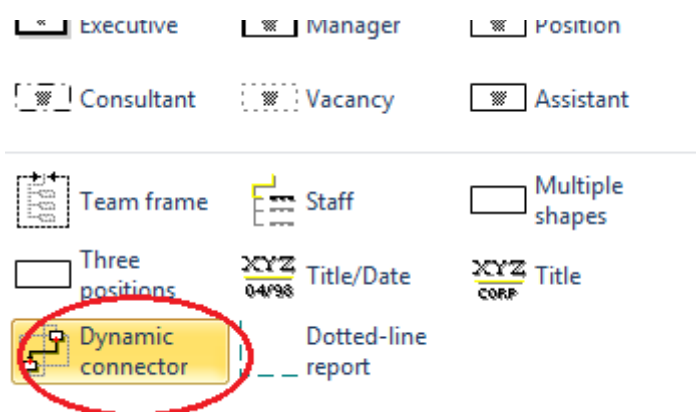 Executive Manager Position
Consultant Vacancy Assistant
Team frame Staff Multiple
shapes
Three
positions XYZ
04/98 Title/Date XYZ
CORP Title
Dynamic
connector Dotted-line
report